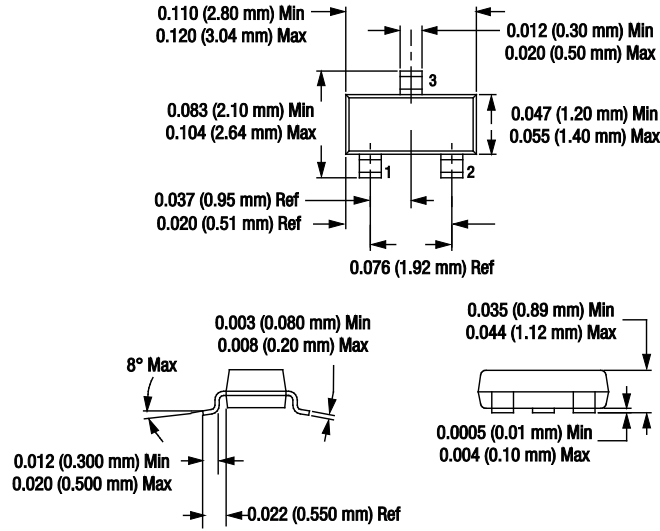 0.110 (2.80 mm) Min
0.120 (3.04 mm) Max
0.012 (0.30 mm) Min
0.020 (0.50 mm) Max
3
0.083 (2.10 mm) Min
0.104 (2.64 mm) Max
0.047 (1.20 mm) Min
0.055 (1.40 mm) Max
1
2
0.037 (0.95 mm) Ref
0.020 (0.51 mm) Ref
0.076 (1.92 mm) Ref
0.035 (0.89 mm) Min
0.044 (1.12 mm) Max
0.003 (0.080 mm) Min
0.008 (0.20 mm) Max
8° Max
0.0005 (0.01 mm) Min
0.004 (0.10 mm) Max
0.012 (0.300 mm) Min
0.020 (0.500 mm) Max
0.022 (0.550 mm) Ref